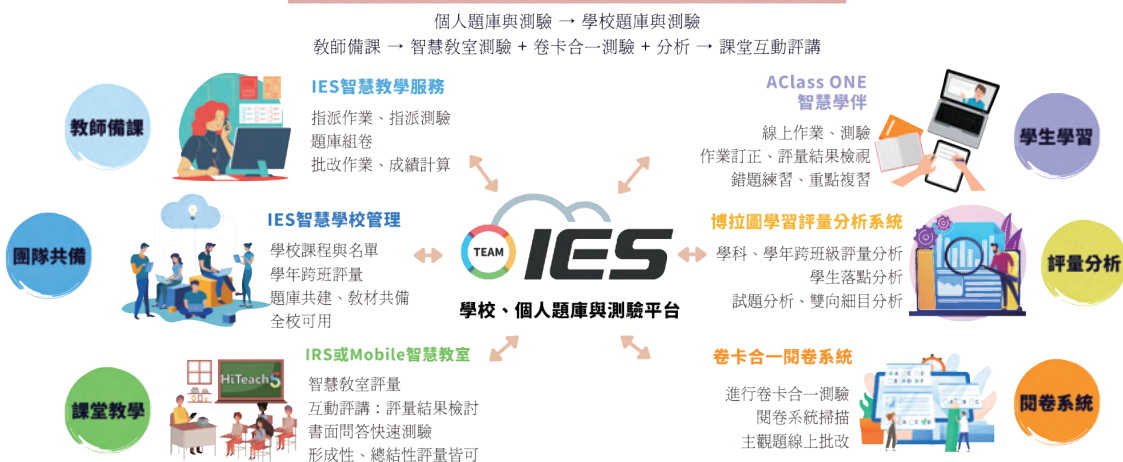 個人題庫與測驗 → 學校題庫與測驗
教師備課 → 智慧教室測驗 + 卷卡合一測驗 + 分析 → 課堂互動評講
教師備課
IES智慧教學服務
指派作業、指派測驗
題庫組卷
批改作業、成績計算
AClass ONE
智慧學伴
線上作業、測驗
作業訂正、評量結果檢視
錯題練習、重點複習
學生學習
團隊共備
IES智慧學校管理
學校課程與名單
學年跨班評量
題庫共建、教材共備
全校可用
TEAM
IES
學校、個人題庫與測驗平台
博拉圖學習評量分析系統
學科、學年跨班級評量分析
學生落點分析
試題分析、雙向細目分析
評量分析
課堂教學
HiTeach5
IRS或Mobile智慧教室
智慧教室評量
互動評講：評量結果檢討
書面問答快速測驗
形成性、總結性評量皆可
卷卡合一閱卷系統
進行卷卡合一測驗
閱卷系統掃描
主觀題線上批改
閱卷系統